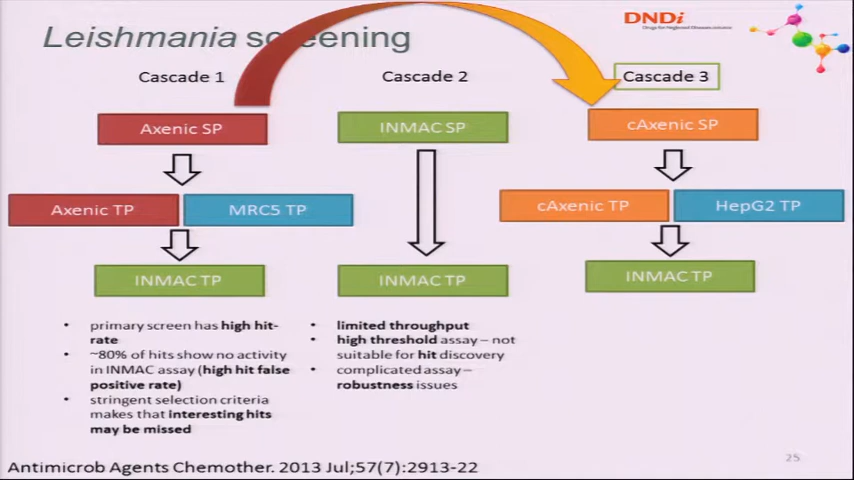 Leishmania screening
DNDi
Drugs for Neglected Diseases initiative
Cascade 1
Cascade 2
Cascade 3
Axenic SP
INMAC SP
cAxenic SP
Axenic TP
MRC5 TP
cAxenic TP
HepG2 TP
INMAC TP
INMAC TP
INMAC TP
• primary screen has high hit-
rate
• ~80% of hits show no activity
in INMAC assay (high hit false
positive rate)
• stringent selection criteria
makes that interesting hits
may be missed
• limited throughput
• high threshold assay – not
suitable for hit discovery
• complicated assay –
robustness issues
25
Antimicrob Agents Chemother. 2013 Jul;57(7):2913-22